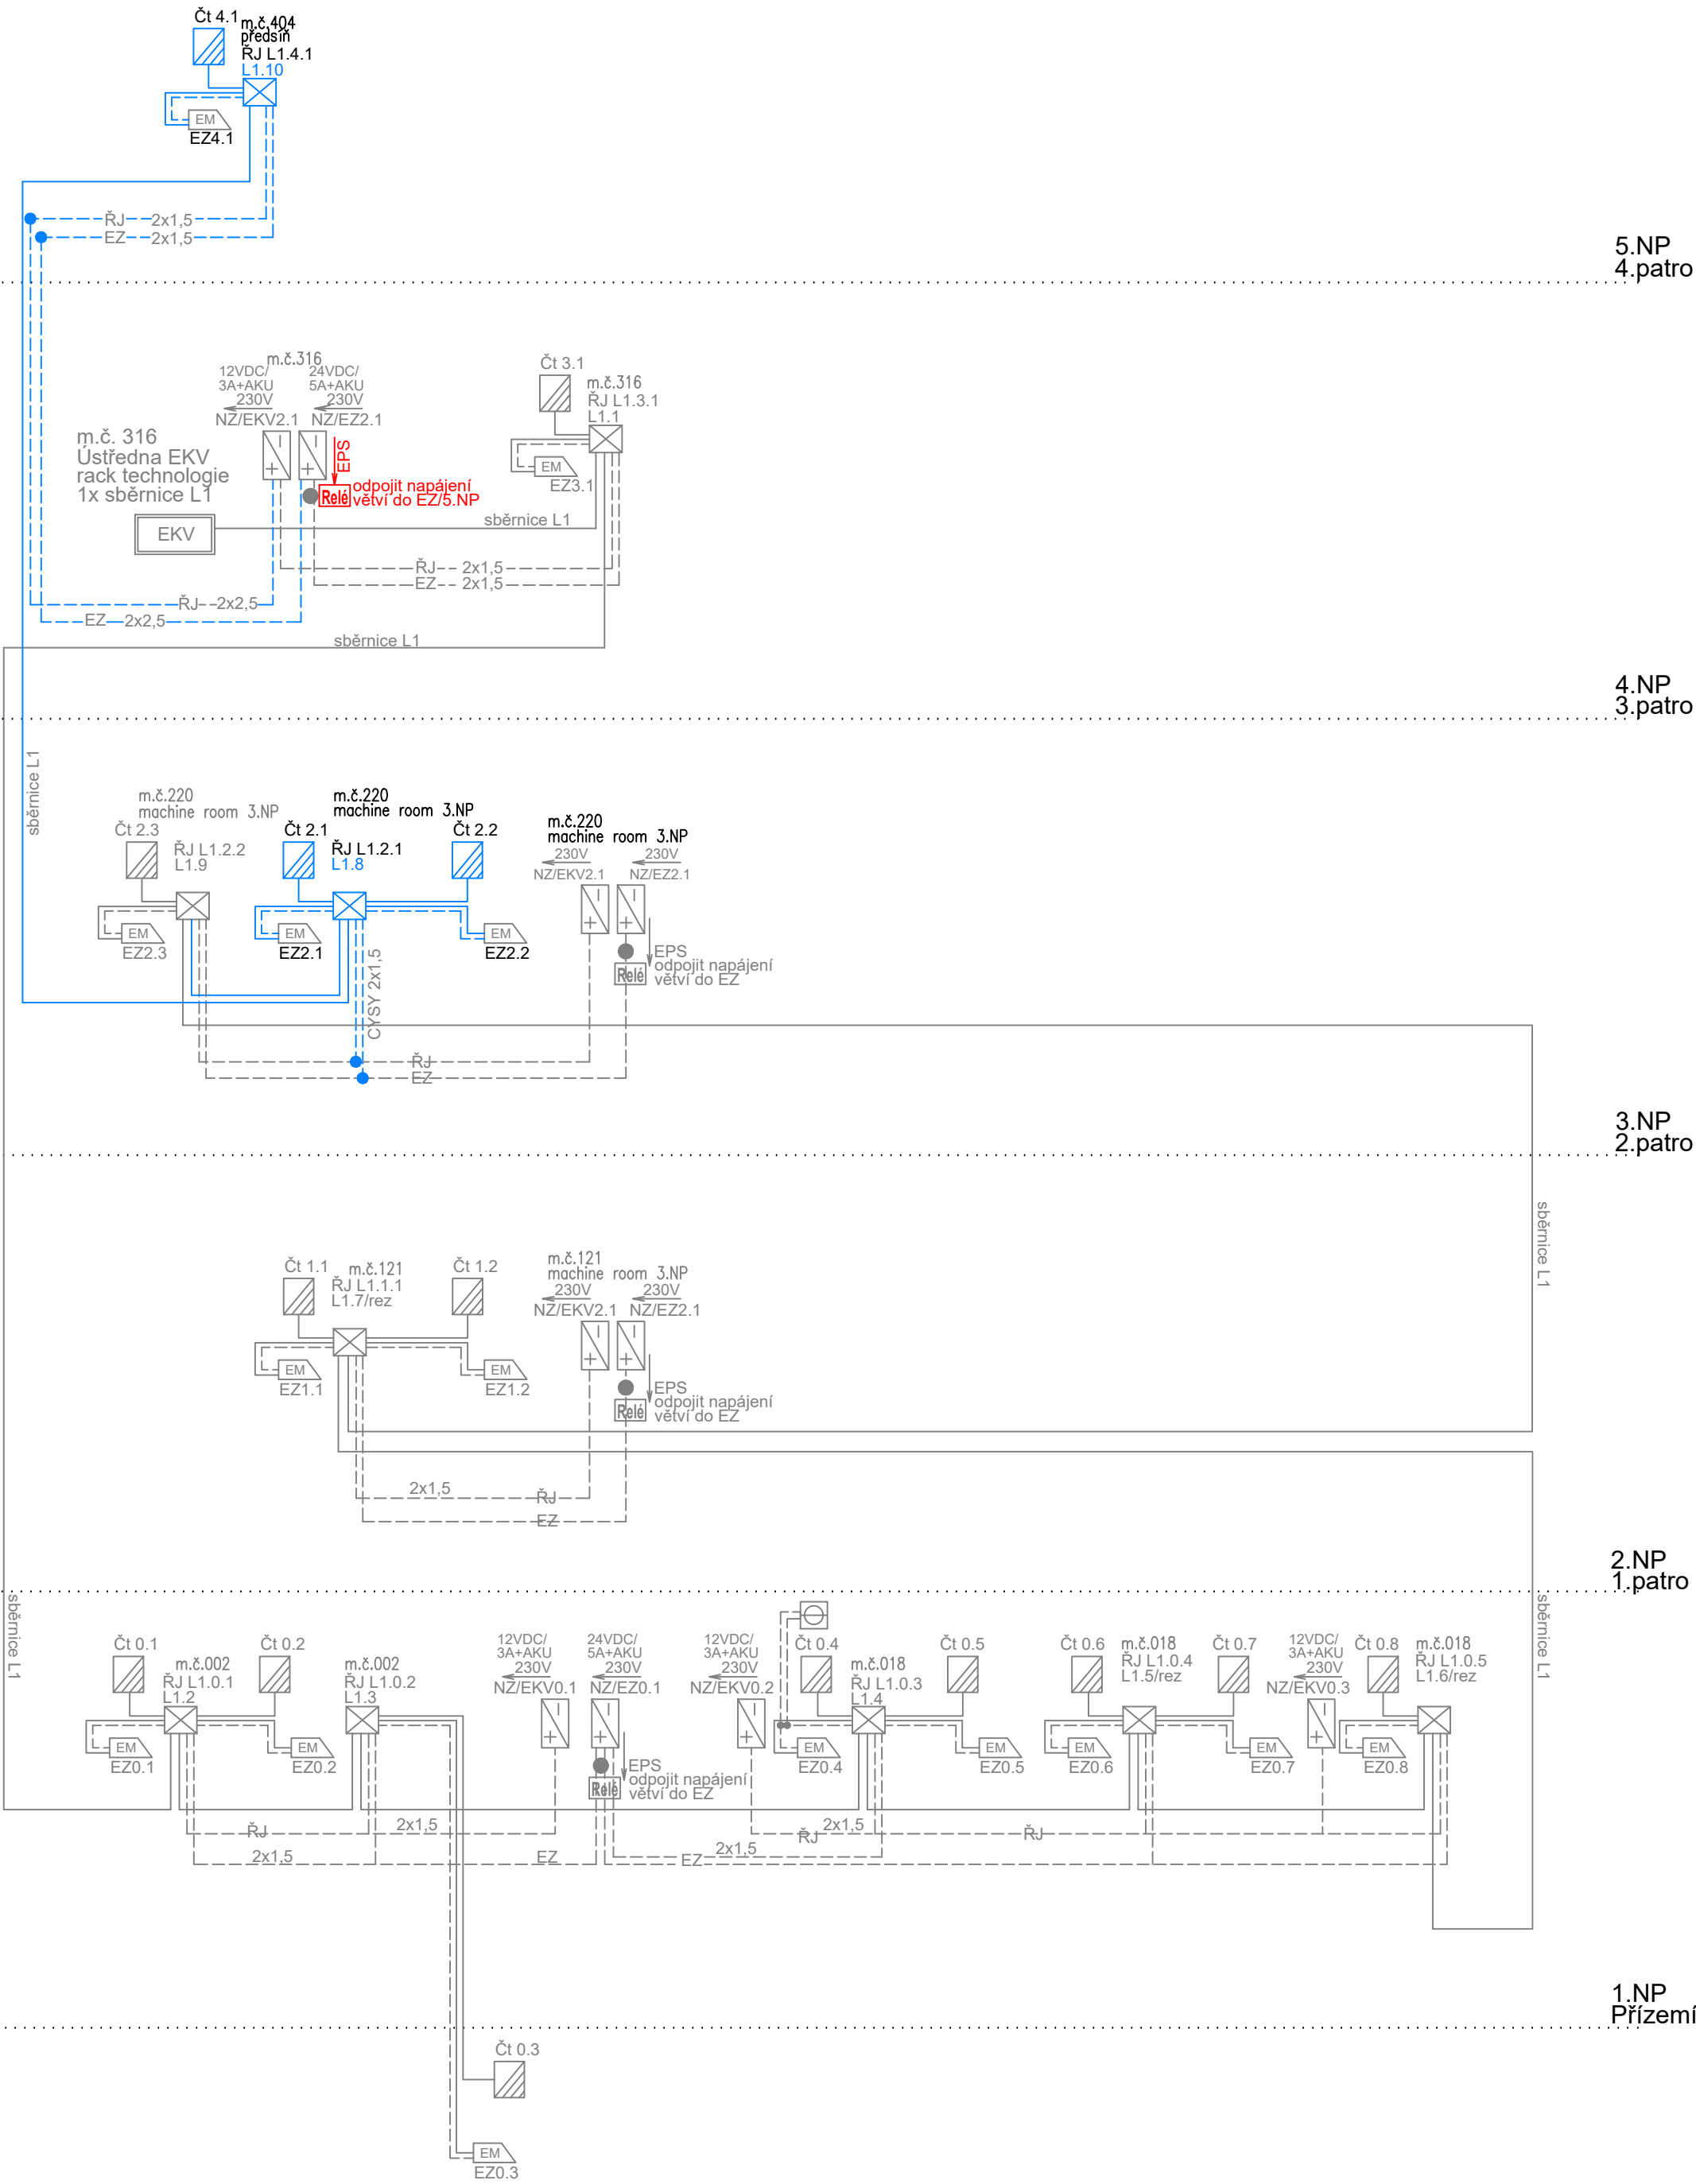 Čt 4.1
m.č.404
předsíň
ŘJ L1.4.1
L1.10
EM
EZ4.1
ŘJ 2x1,5
EZ 2x1,5
5.NP
4.patro
m.č.316
12VDC/
3A+AKU
230V
NZ/EKV2.1
24VDC/
5A+AKU
230V
NZ/EZ2.1
EPS
Relé
odpojit napájení
větví do EZ/5.NP
m.č. 316
Ústředna EKV
rack technologie
1x sběrnice L1
EKV
Čt 3.1
m.č.316
ŘJ L1.3.1
L1.1
EM
EZ3.1
sběrnice L1
ŘJ 2x1,5
EZ 2x1,5
ŘJ 2x2,5
EZ 2x2,5
sběrnice L1
4.NP
3.patro
sběrnice L1
m.č.220
machine room 3.NP
Čt 2.3
ŘJ L1.2.2
L1.9
EM
EZ2.3
m.č.220
machine room 3.NP
Čt 2.1
ŘJ L1.2.1
L1.8
Čt 2.2
EM
EZ2.1
EM
EZ2.2
CYSY 2x1,5
m.č.220
machine room 3.NP
230V
NZ/EKV2.1
230V
NZ/EZ2.1
EPS
odpojit napájení
větví do EZ
Relé
ŘJ
EZ
3.NP
2.patro
sběrnice L1
Čt 1.1
m.č.121
ŘJ L1.1.1
L1.7/rez
Čt 1.2
EM
EZ1.1
EM
EZ1.2
m.č.121
machine room 3.NP
230V
NZ/EKV2.1
230V
NZ/EZ2.1
EPS
odpojit napájení
větví do EZ
Relé
2x1,5
ŘJ
EZ
2.NP
1.patro
sběrnice L1
sběrnice L1
Čt 0.1
m.č.002
ŘJ L1.0.1
L1.2
Čt 0.2
EM
EZ0.1
EM
EZ0.2
m.č.002
ŘJ L1.0.2
L1.3
12VDC/
3A+AKU
230V
NZ/EKV0.1
24VDC/
5A+AKU
230V
NZ/EZ0.1
EPS
odpojit napájení
větví do EZ
Relé
12VDC/
3A+AKU
230V
NZ/EKV0.2
Čt 0.4
m.č.018
ŘJ L1.0.3
L1.4
Čt 0.5
EM
EZ0.4
EM
EZ0.5
Čt 0.6
m.č.018
ŘJ L1.0.4
L1.5/rez
Čt 0.7
EM
EZ0.6
EM
EZ0.7
12VDC/
3A+AKU
230V
NZ/EKV0.3
Čt 0.8
m.č.018
ŘJ L1.0.5
L1.6/rez
EM
EZ0.8
ŘJ
2x1,5
2x1,5
EZ
2x1,5
ŘJ
ŘJ
2x1,5
EZ
1.NP
Přízemí
Čt 0.3
EM
EZ0.3